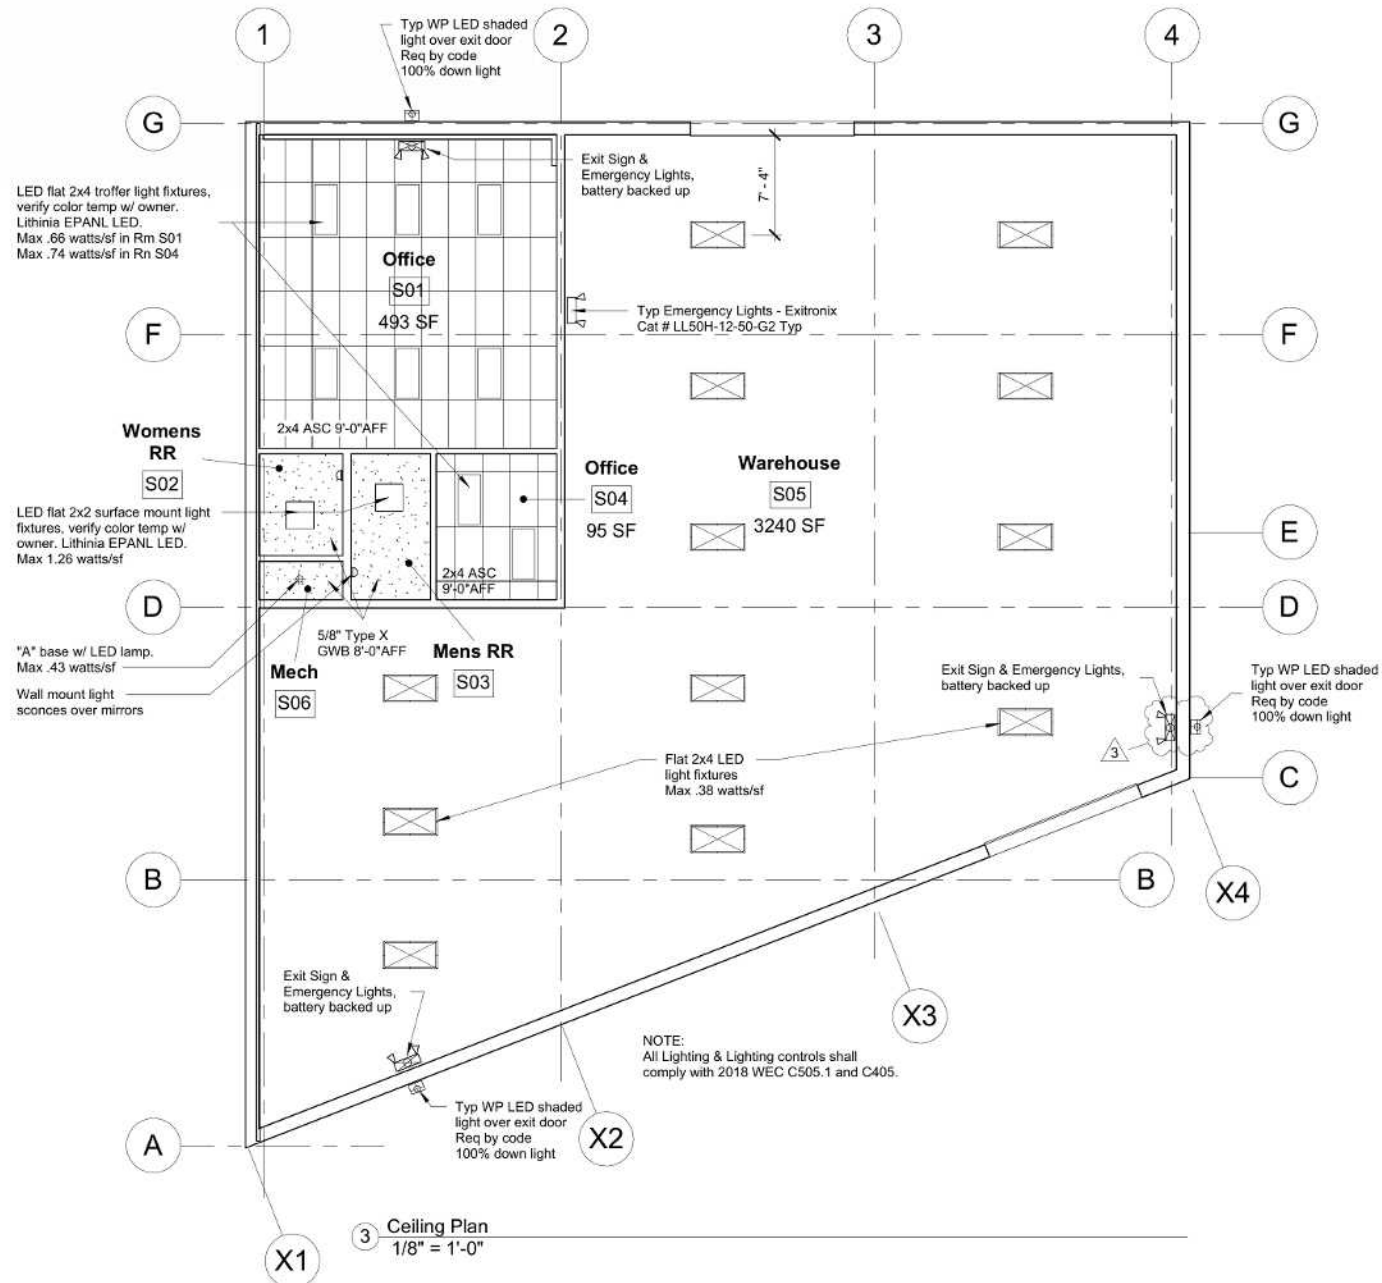 1
2
3
4
Typ WP LED shaded
light over exit door
Req by code
100% down light
G
G
LED flat 2x4 troffer light fixtures,
verify color temp w/ owner.
Lithinia EPANL LED.
Max .66 watts/sf in Rm S01
Max .74 watts/sf in Rn S04
Exit Sign &
Emergency Lights,
battery backed up
7' - 4"
Office
S01
493 SF
Typ Emergency Lights - Exitronix
Cat # LL50H-12-50-G2 Typ
F
F
2x4 ASC 9'-0"AFF
Womens
RR
S02
Office
S04
95 SF
Warehouse
S05
3240 SF
LED flat 2x2 surface mount light
fixtures, verify color temp w/
owner. Lithinia EPANL LED.
Max 1.26 watts/sf
E
2x4 ASC
9'-0"AFF
D
D
5/8" Type X
GWB 8'-0"AFF
"A" base w/ LED lamp.
Max .43 watts/sf
Mech
S06
Mens RR
S03
Wall mount light
sconces over mirrors
Exit Sign & Emergency Lights,
battery backed up
Typ WP LED shaded
light over exit door
Req by code
100% down light
3
Flat 2x4 LED
light fixtures
Max .38 watts/sf
C
B
B
X4
Exit Sign &
Emergency Lights,
battery backed up
X3
NOTE:
All Lighting & Lighting controls shall
comply with 2018 WEC C505.1 and C405.
Typ WP LED shaded
light over exit door
Req by code
100% down light
X2
A
X1
3
Ceiling Plan
1/8" = 1'-0"